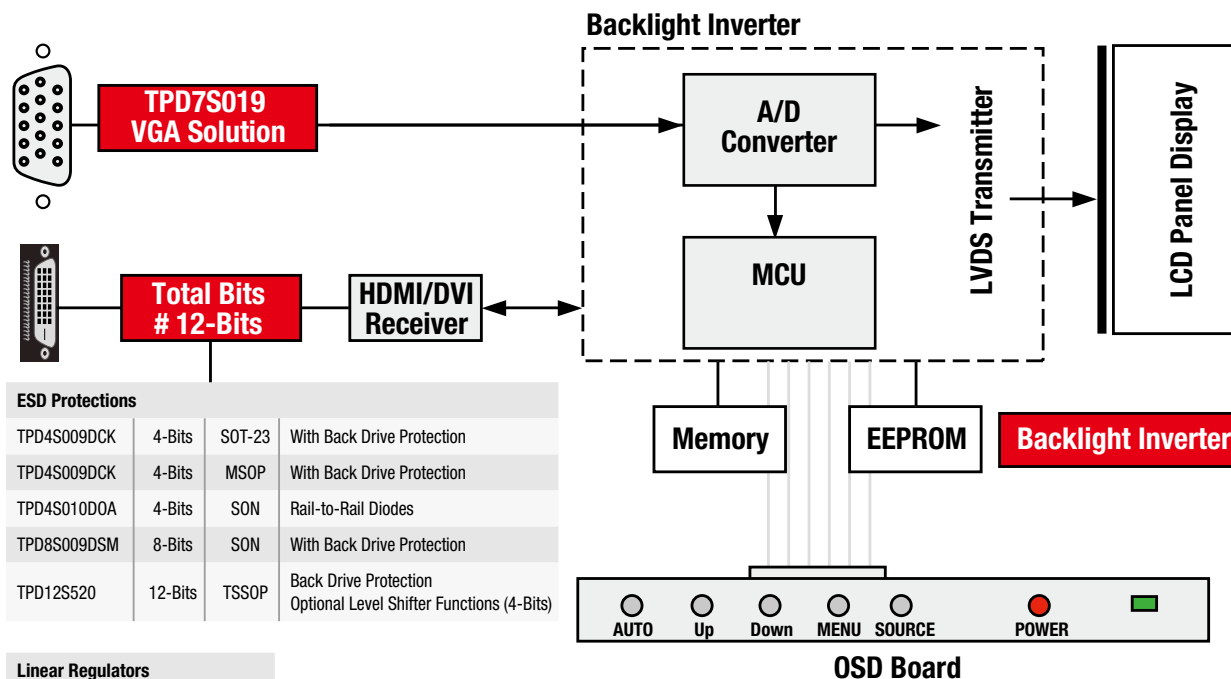 Backlight Inverter
TPD7S019
VGA Solution
A/D
Converter
LVDS Transmitter
LCD Panel Display
MCU
Total Bits
# 12-Bits
HDMI/DVI
Receiver
Memory
EEPROM
Backlight Inverter
ESD Protections
TPD4S009DCK 4-Bits SOT-23 With Back Drive Protection
TPD4S009DCK 4-Bits MSOP With Back Drive Protection
TPD4S010DOA 4-Bits SON Rail-to-Rail Diodes
TPD8S009DSM 8-Bits SON With Back Drive Protection
TPD12S520 12-Bits TSSOP Back Drive Protection
Optional Level Shifter Functions (4-Bits)
AUTO Up Down MENU SOURCE POWER
OSD Board
Linear Regulators